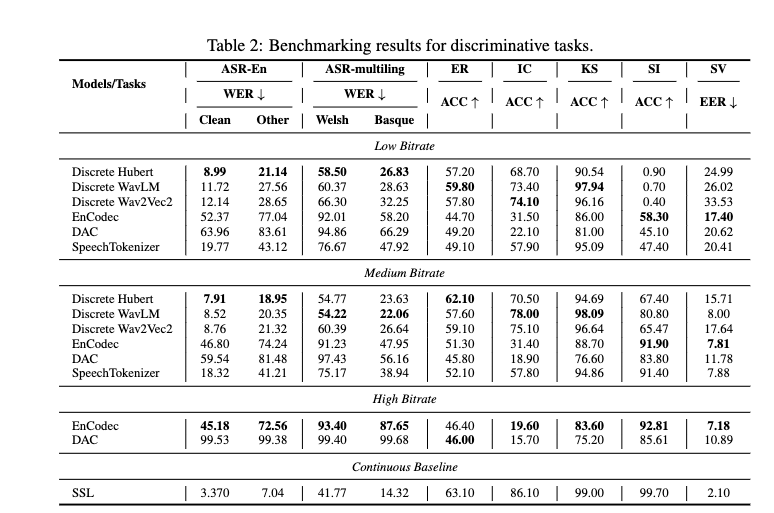 Table 2: Benchmarking results for discriminative tasks.
Models/Tasks ASR-En ASR-multiling ER IC KS SI SV
WER ↓ WER ↓ ACC ↑ ACC ↑ ACC ↑ ACC ↑ EER ↓
Clean Other Welsh Basque
Low Bitrate
Discrete Hubert 8.99 21.14 58.50 26.83 57.20 68.70 90.54 0.90 24.99
Discrete WavLM 11.72 27.56 60.37 28.63 59.80 73.40 97.94 0.70 26.02
Discrete Wav2Vec2 12.14 28.65 66.30 32.25 57.80 74.10 96.16 0.40 33.53
EnCodec 52.37 77.04 92.01 58.20 44.70 31.50 86.00 58.30 17.40
DAC 63.96 83.61 94.86 66.29 49.20 22.10 81.00 45.10 20.62
SpeechTokenizer 19.77 43.12 76.67 47.92 49.10 57.90 95.09 47.40 20.41
Medium Bitrate
Discrete Hubert 7.91 18.95 54.77 23.63 62.10 70.50 94.69 67.40 15.71
Discrete WavLM 8.52 20.35 54.22 22.06 57.60 78.00 98.09 80.80 8.00
Discrete Wav2Vec2 8.76 21.32 60.39 26.64 59.10 75.10 96.64 65.47 17.64
EnCodec 46.80 74.24 91.23 47.95 51.30 31.40 88.70 91.90 7.81
DAC 59.54 81.48 97.43 56.16 45.80 18.90 76.60 83.80 11.78
SpeechTokenizer 18.32 41.21 75.17 38.94 52.10 57.80 94.86 91.40 7.88
High Bitrate
EnCodec 45.18 72.56 93.40 87.65 46.40 19.60 83.60 92.81 7.18
DAC 99.53 99.38 99.40 99.68 46.00 15.70 75.20 85.61 10.89
Continuous Baseline
SSL 3.370 7.04 41.77 14.32 63.10 86.10 99.00 99.70 2.10